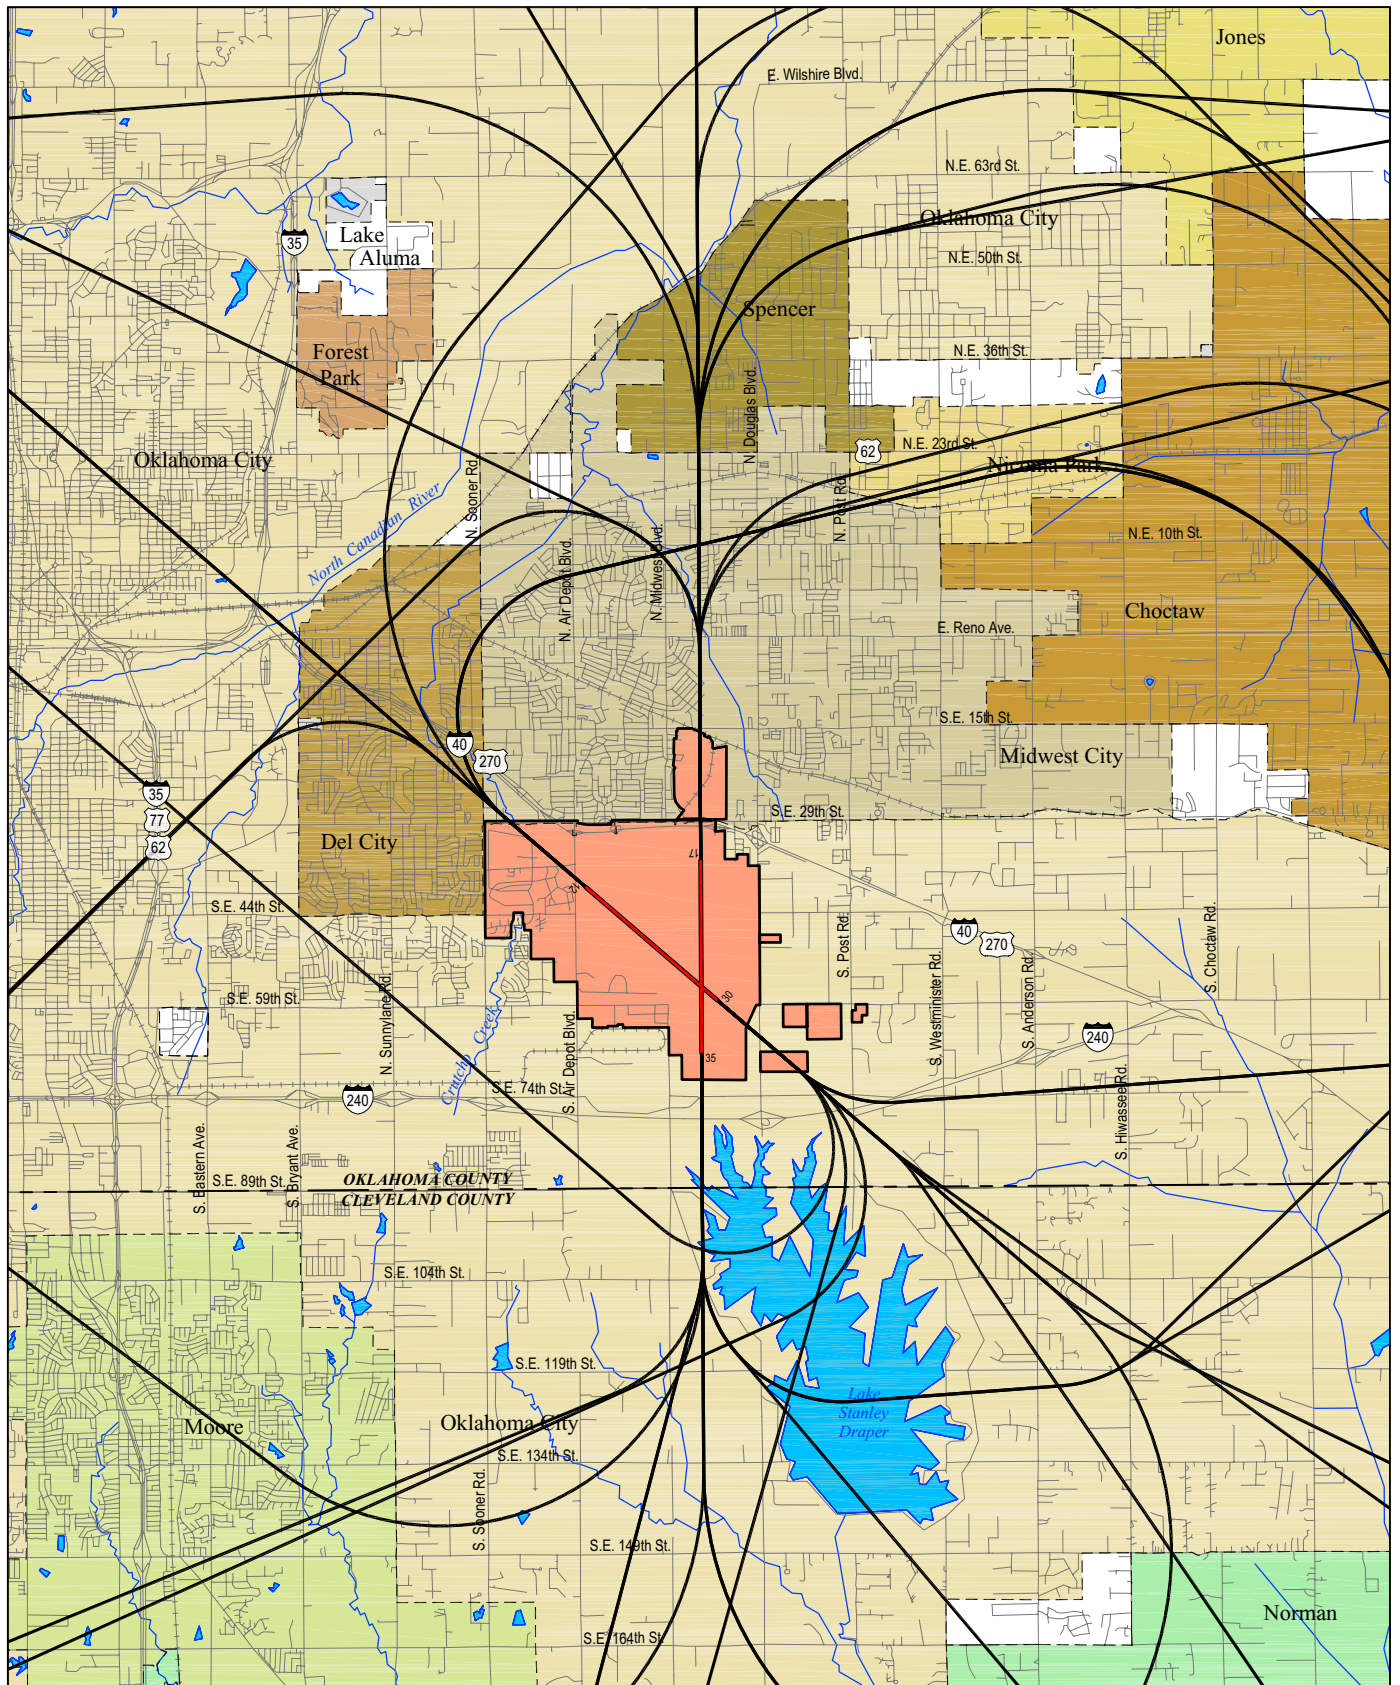 Jones
E. Wilshire Blvd.
N.E. 63rd St.
Oklahoma City
35
Lake
Aluma
N.E. 50th St.
Spencer
Forest
Park
N.E. 36th St.
N. Douglas Blvd.
62
N.E. 23rd St.
Nicoma Park
Oklahoma City
N. Sooner Rd.
N. Post Rd.
North Canadian River
N. Air Depot Blvd.
N. Midwest Blvd.
N.E. 10th St.
Choctaw
E. Reno Ave.
S.E. 15th St.
40
270
Midwest City
35
77
62
S.E. 29th St.
Del City
17
12
S.E. 44th St.
S. Post Rd.
40
270
S. Choctaw Rd.
S. Westminister Rd.
S. Anderson Rd.
S.E. 59th St.
N. Sunnylane Rd.
Crutcho Creek
S. Air Depot Blvd.
30
35
240
S.E. 74th St.
240
S. Hiwassee Rd.
S. Eastern Ave.
S. Bryant Ave.
S.E. 89th St.
OKLAHOMA COUNTY
CLEVELAND COUNTY
S.E. 104th St.
S.E. 119th St.
Lake
Stanley
Draper
Moore
Oklahoma City
S.E. 134th St.
S. Sooner Rd.
S.E. 149th St.
Norman
S.E. 164th St.